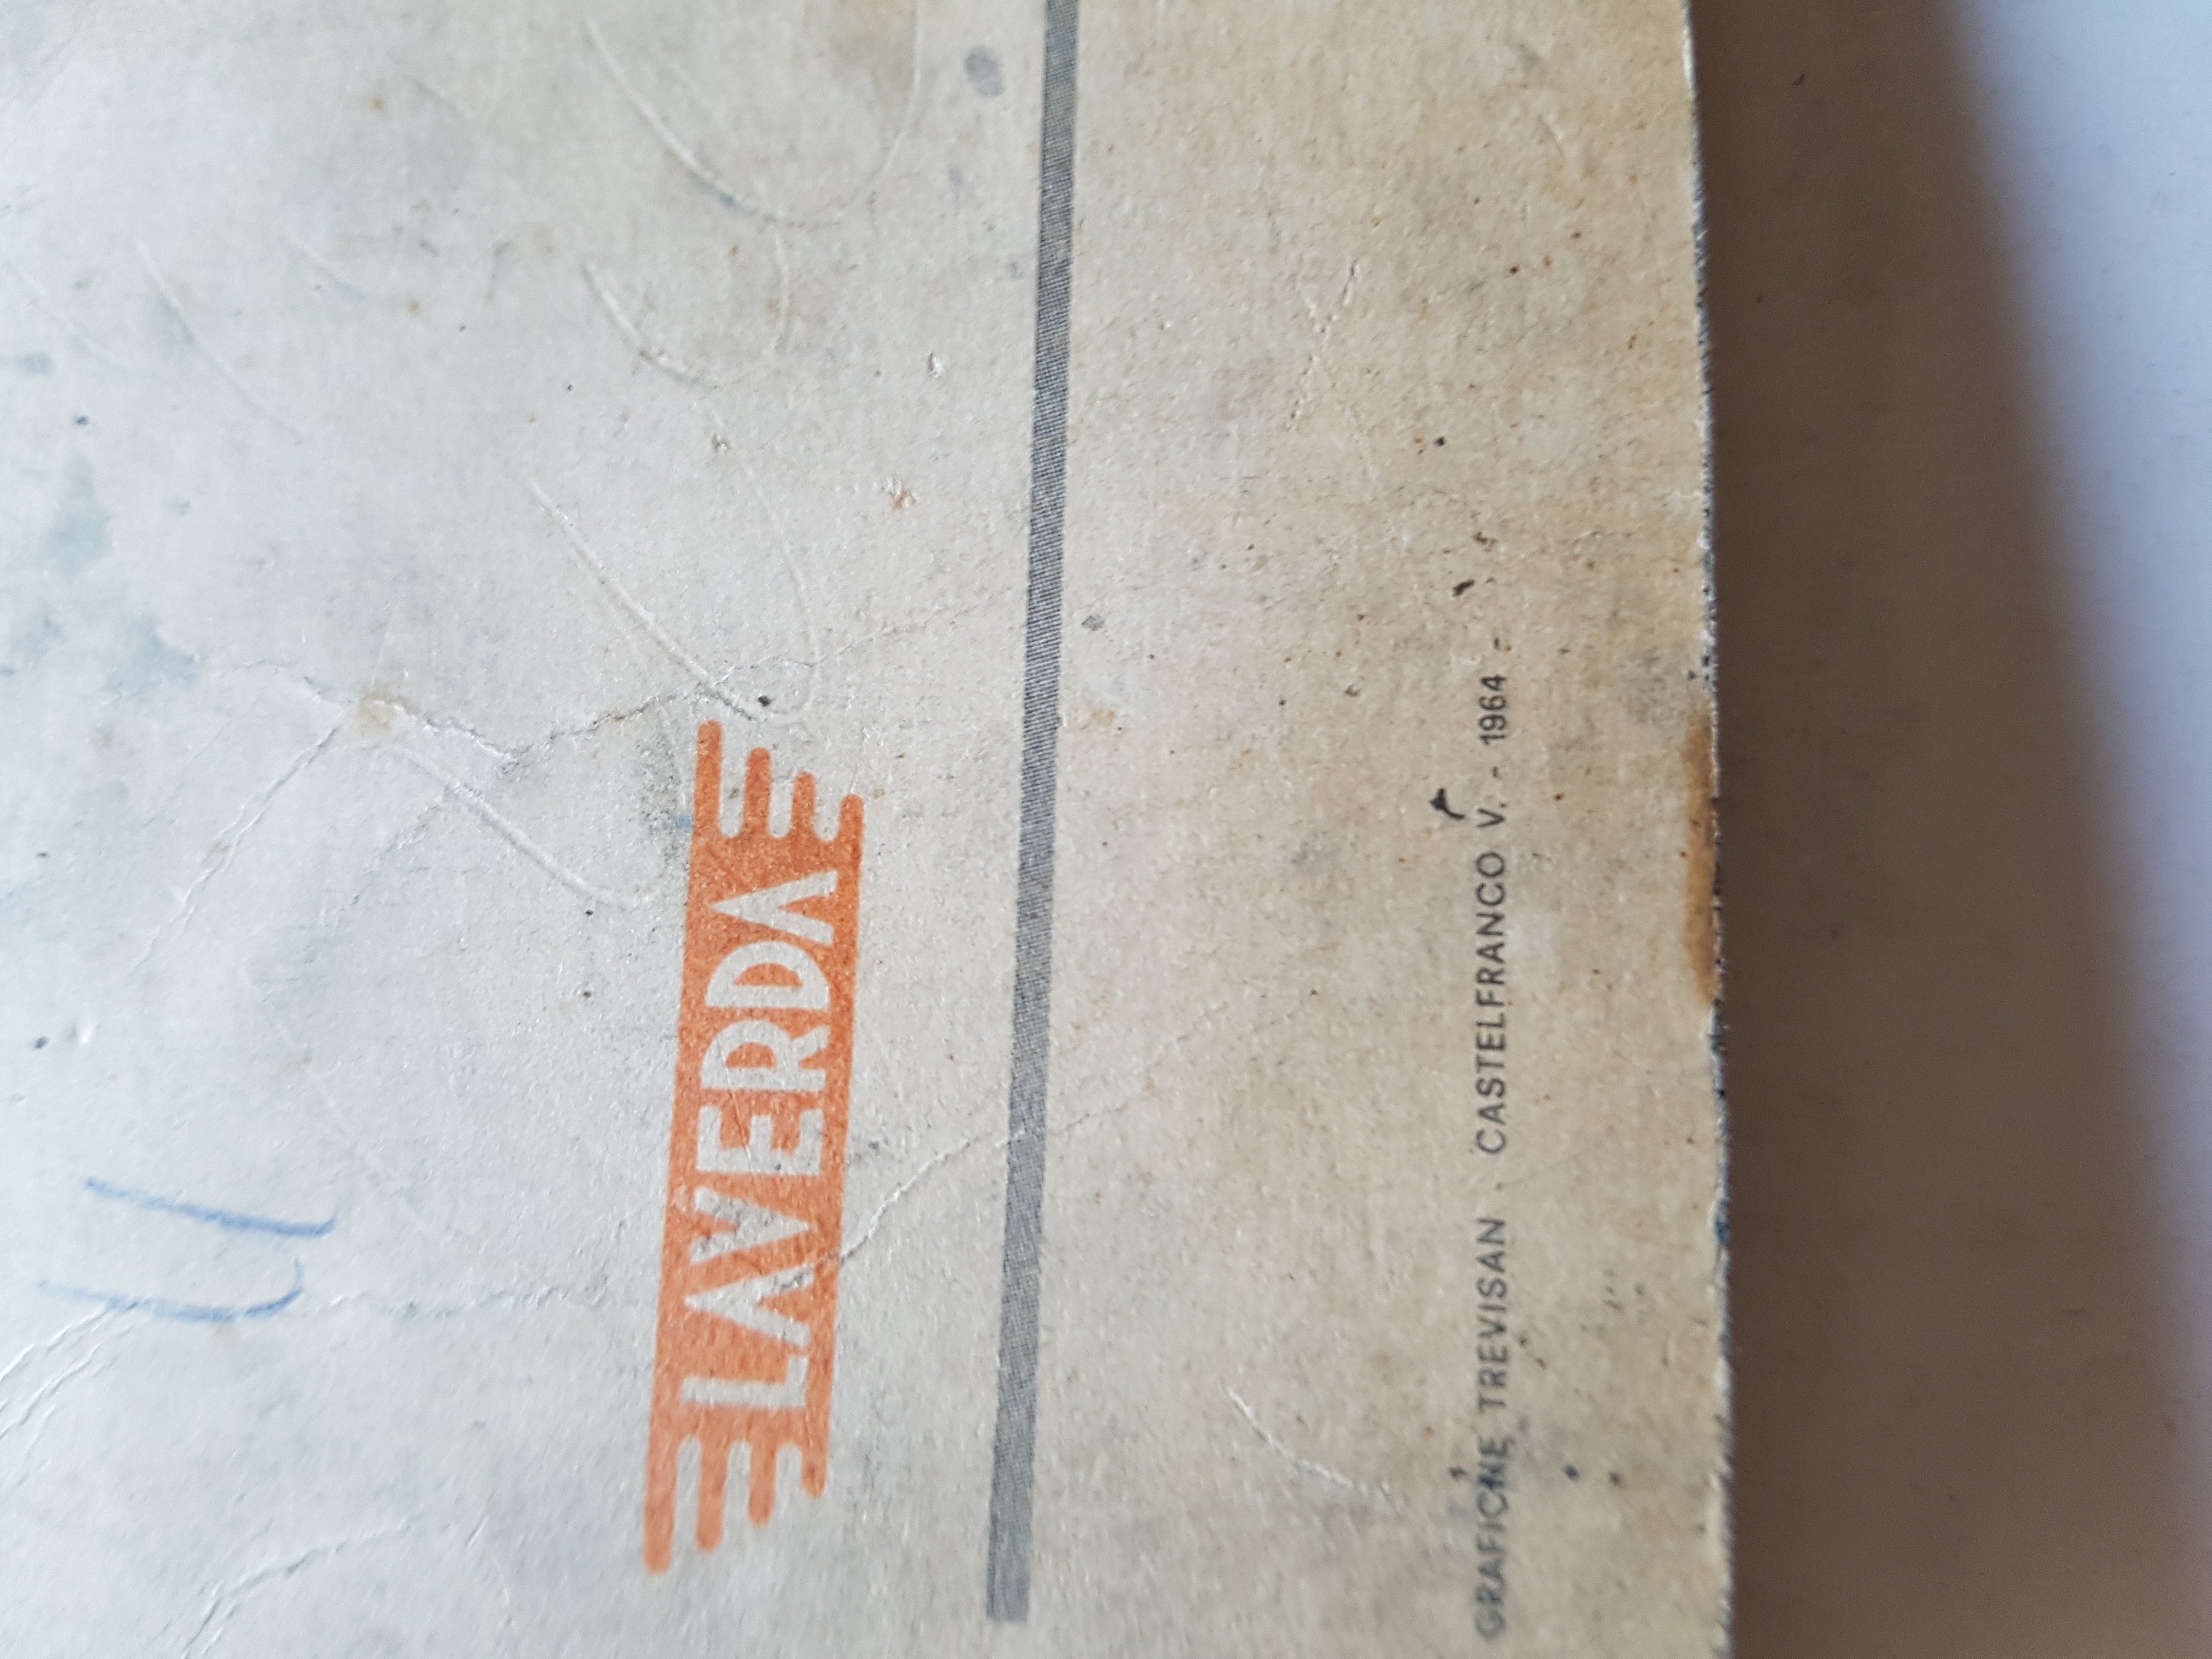 LAVERDA
GRAFICHE TREVISAN - CASTELFRANCO V. - 1964 -